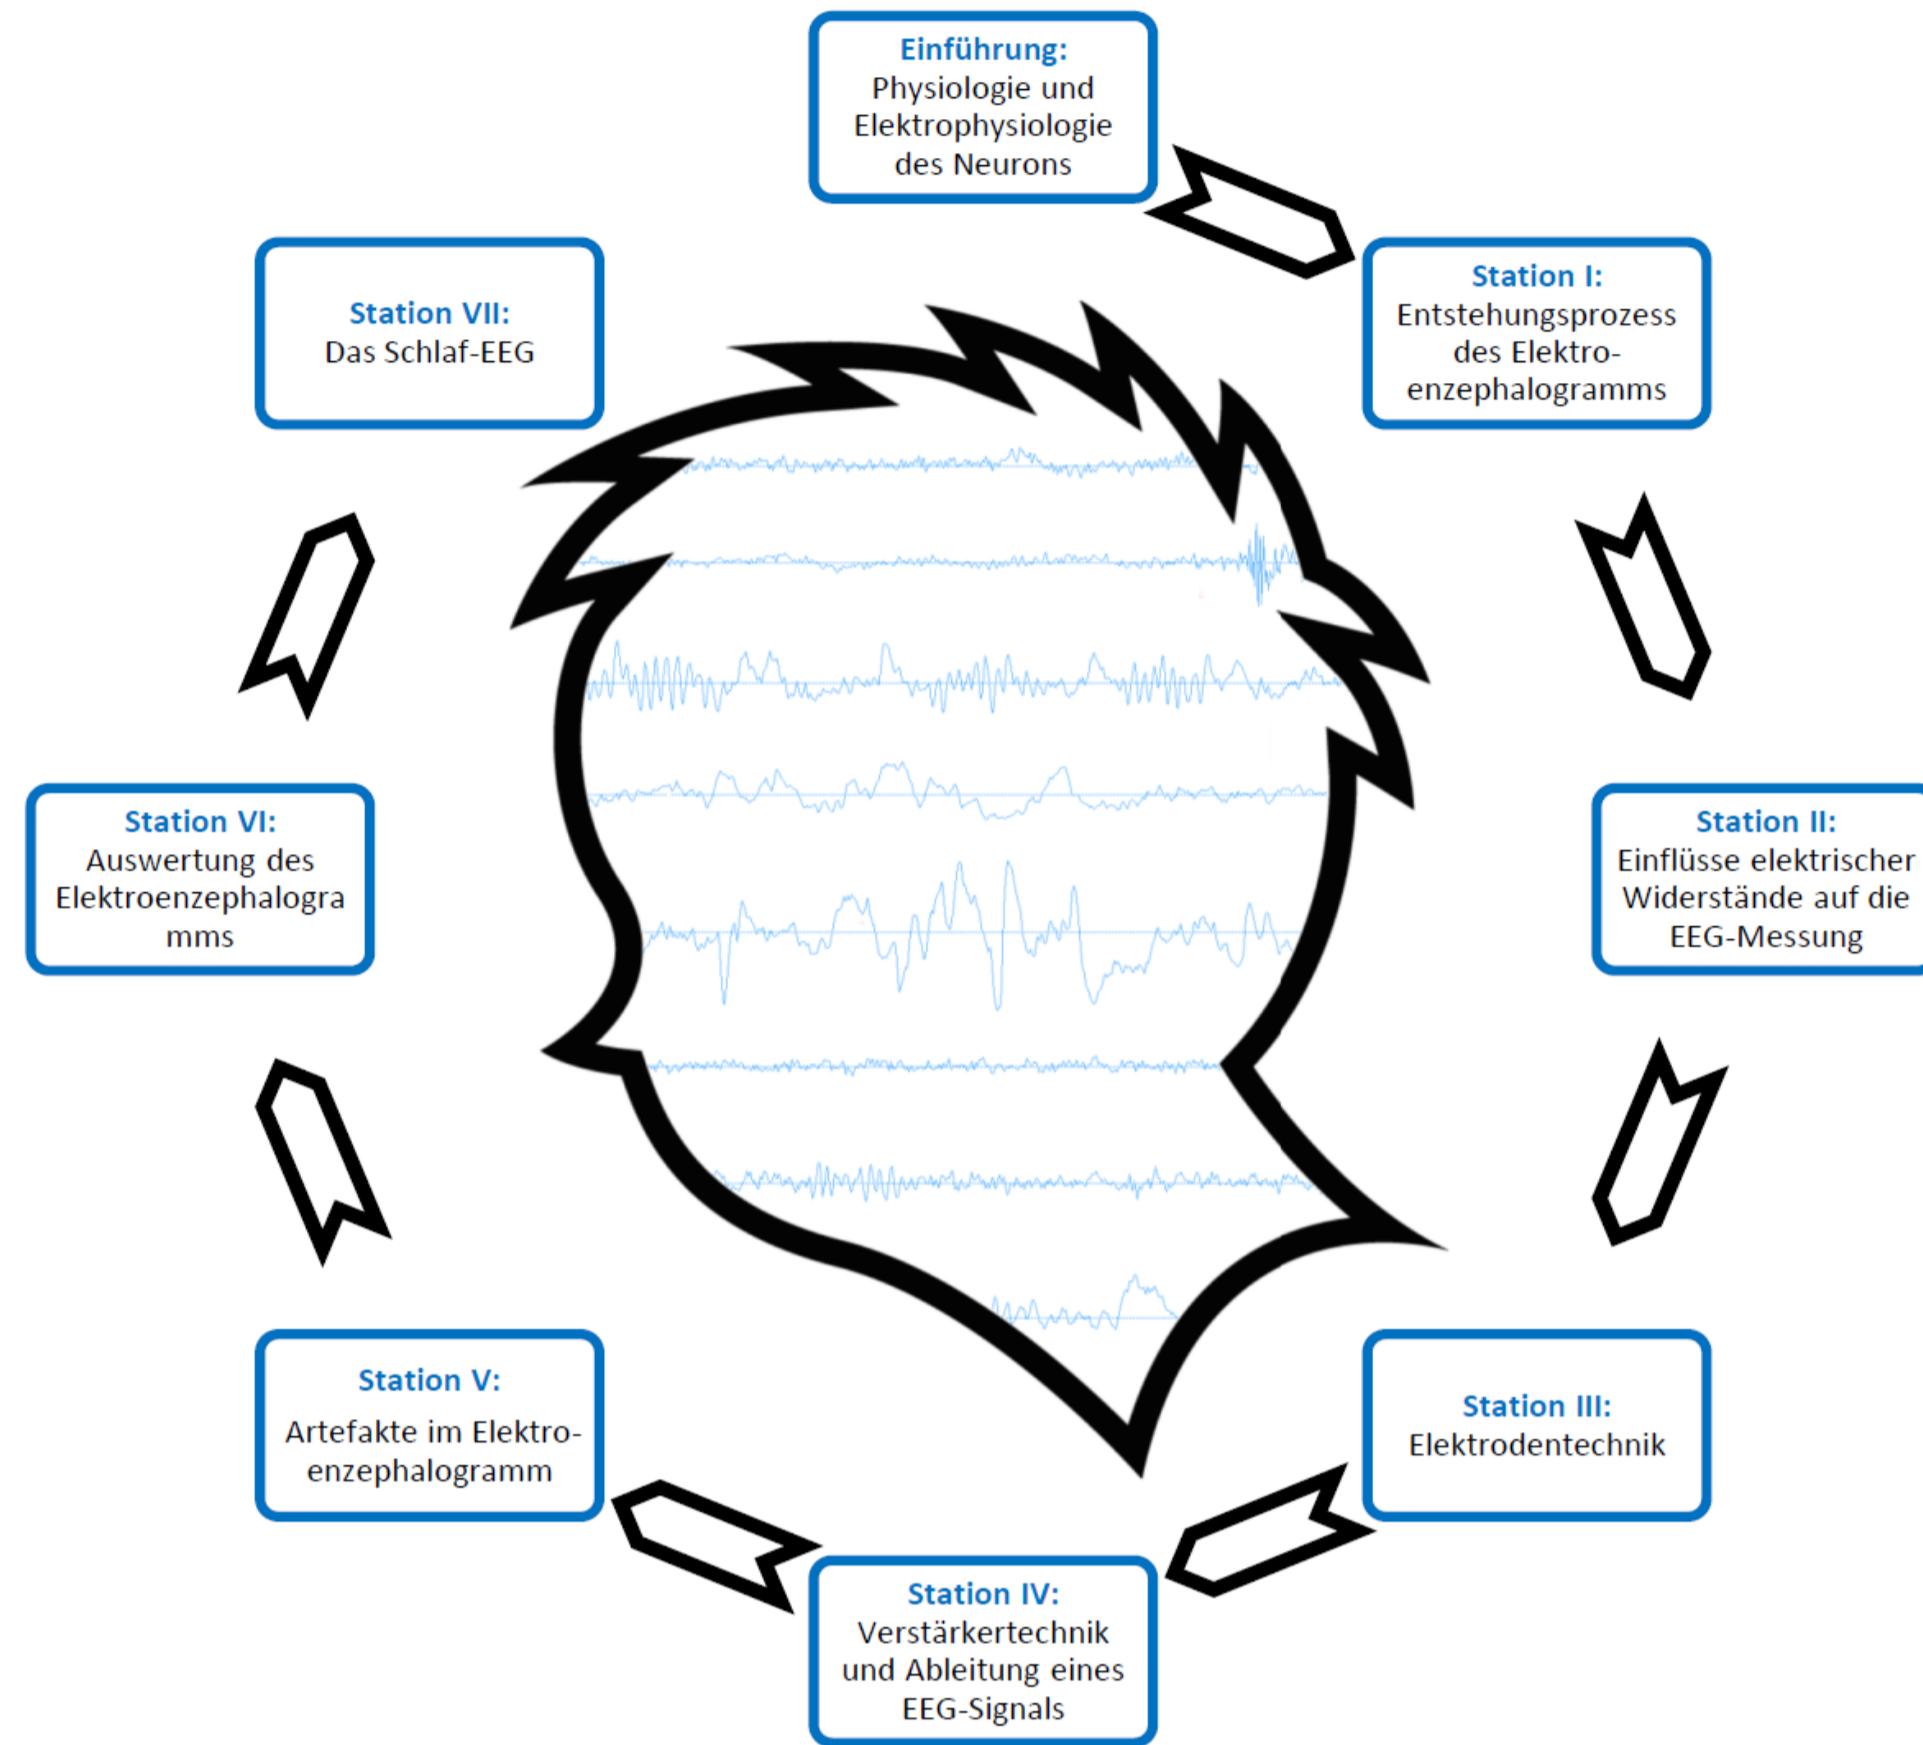 Einführung:
Physiologie und
Elektrophysiologie
des Neurons
Station I:
Entstehungsprozess
des Elektro-
enzephalogramms
Station II:
Einflüsse elektrischer
Widerstände auf die
EEG-Messung
Station III:
Elektrodentechnik
Station IV:
Verstärkertechnik
und Ableitung eines
EEG-Signals
Station V:
Artefakte im Elektro-
enzephalogramm
Station VI:
Auswertung des
Elektroenzephalogra
mms
Station VII:
Das Schlaf-EEG